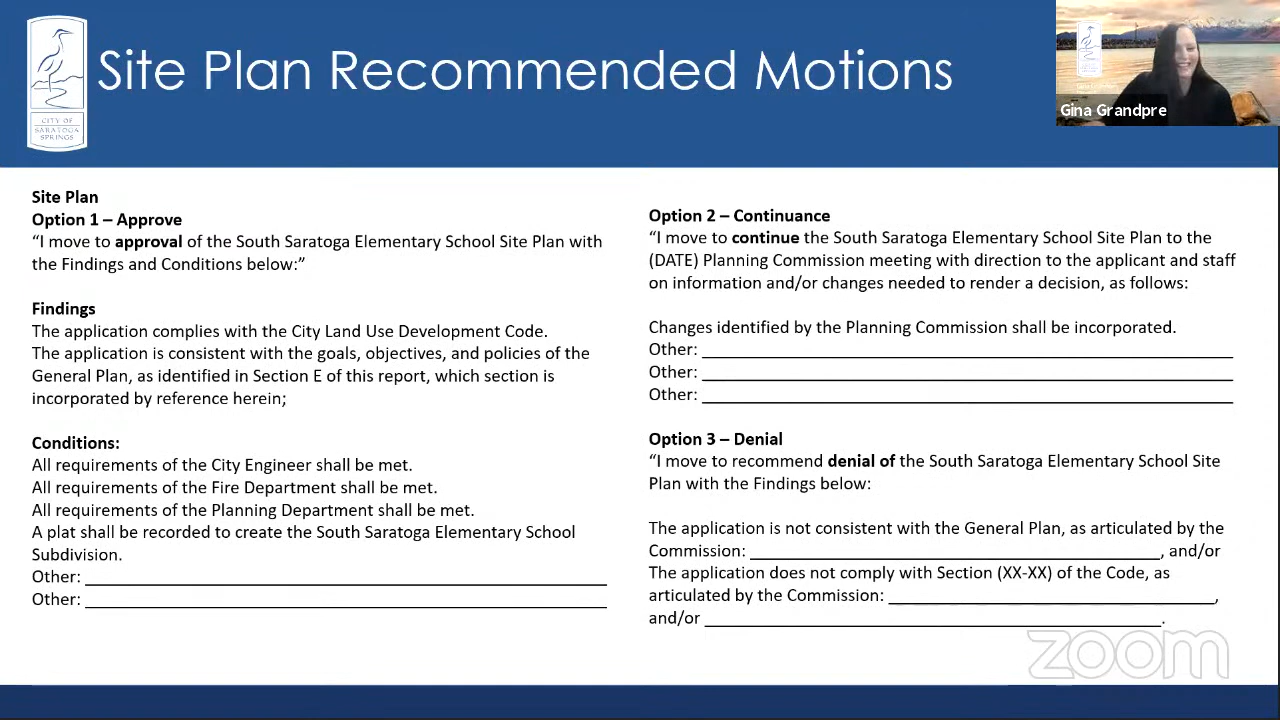 Site Plan Recommended Motions
CITY OF
SARATOGA
SPRINGS
Gina Grandpre
Site Plan
Option 1 – Approve
“I move to approval of the South Saratoga Elementary School Site Plan with
the Findings and Conditions below:”
Findings
The application complies with the City Land Use Development Code.
The application is consistent with the goals, objectives, and policies of the
General Plan, as identified in Section E of this report, which section is
incorporated by reference herein;
Conditions:
All requirements of the City Engineer shall be met.
All requirements of the Fire Department shall be met.
All requirements of the Planning Department shall be met.
A plat shall be recorded to create the South Saratoga Elementary School
Subdivision.
Other: ____
Other: ____
Option 2 – Continuance
“I move to continue the South Saratoga Elementary School Site Plan to the
(DATE) Planning Commission meeting with direction to the applicant and staff
on information and/or changes needed to render a decision, as follows:
Changes identified by the Planning Commission shall be incorporated.
Other: ____
Other: ____
Other: ____
Option 3 – Denial
“I move to recommend denial of the South Saratoga Elementary School Site
Plan with the Findings below:
The application is not consistent with the General Plan, as articulated by the
Commission: ____, and/or
The application does not comply with Section (XX-XX) of the Code, as
articulated by the Commission: ____,
and/or ____.
zoom